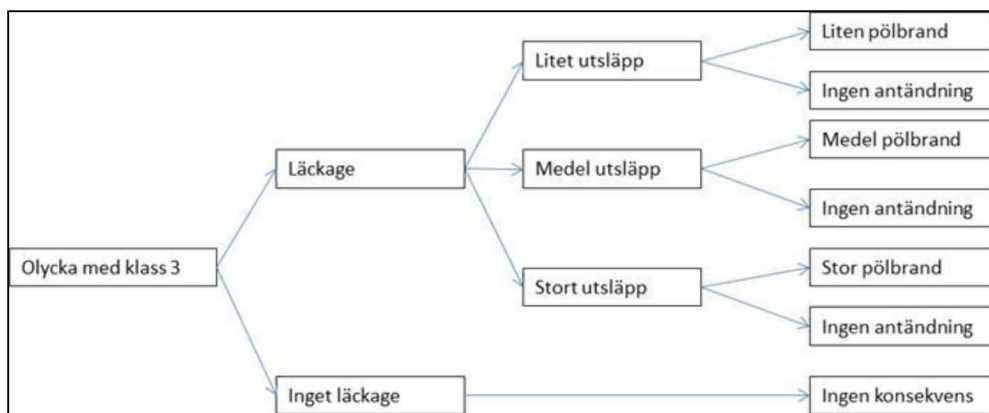 Liten pölbrand
Litet utsläpp
Ingen antändning
Medel pölbrand
Läckage
Medel utsläpp
Ingen antändning
Olycka med klass 3
Stor pölbrand
Stort utsläpp
Ingen antändning
Inget läckage
Ingen konsekvens